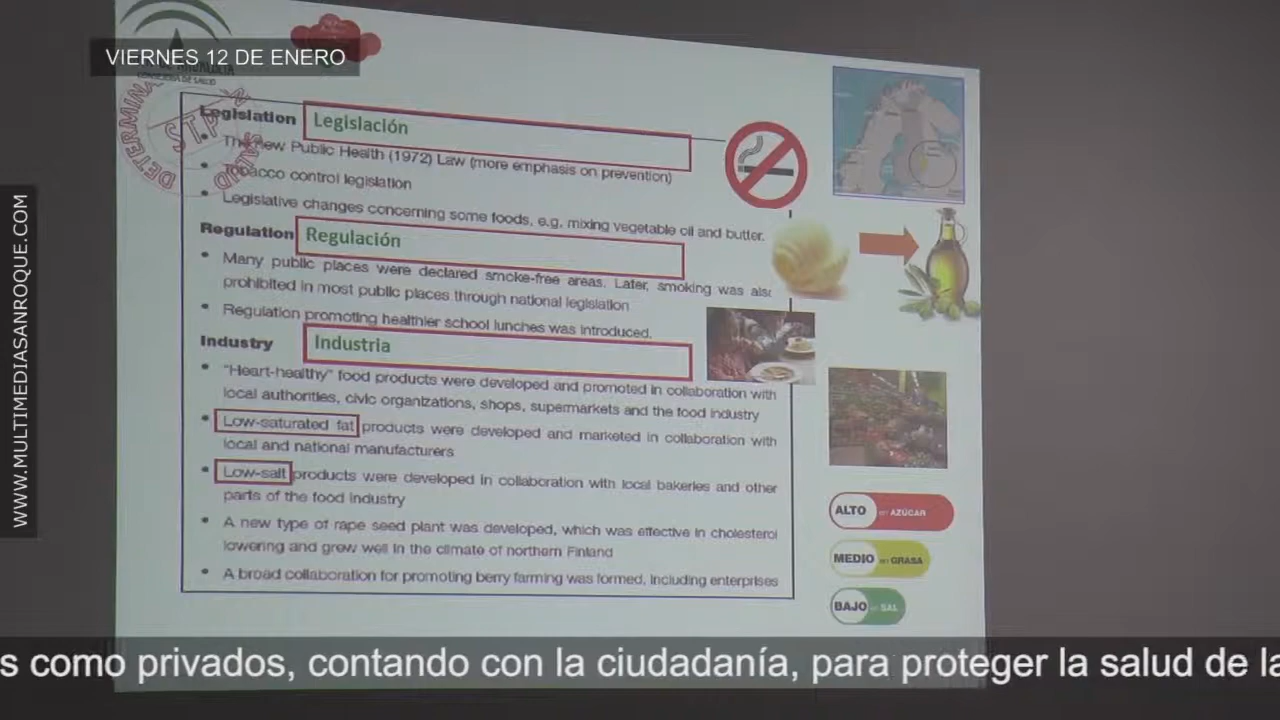 VIERNES 12 DE ENERO
CONSEJERÍA DE SALUD
WWW.MULTIMEDIASANROQUE.COM
Legislation
Legislación
• The New Public Health (1972) Law (more emphasis on prevention)
• Tobacco control legislation
• Legislative changes concerning some foods, e.g. mixing vegetable oil and butter.
Regulation
Regulación
• Many public places were declared smoke-free areas. Later, smoking was also
prohibited in most public places through national legislation
• Regulation promoting healthier school lunches was introduced.
Industry
Industria
• "Heart-healthy" food products were developed and promoted in collaboration with
local authorities, civic organizations, shops, supermarkets and the food industry
• Low-saturated fat products were developed and marketed in collaboration with
local and national manufacturers
• Low-salt products were developed in collaboration with local bakeries and other
parts of the food industry
• A new type of rape seed plant was developed, which was effective in cholesterol
lowering and grew well in the climate of northern Finland
• A broad collaboration for promoting berry farming was formed, including enterprises
ALTO en AZÚCAR
MEDIO en GRASA
BAJO en SAL
s como privados, contando con la ciudadanía, para proteger la salud de la